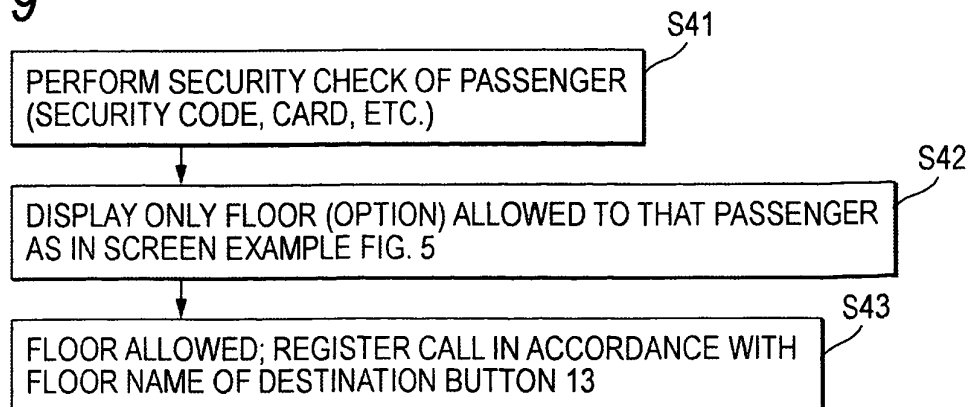 9
S41
PERFORM SECURITY CHECK OF PASSENGER
(SECURITY CODE, CARD, ETC.)
S42
DISPLAY ONLY FLOOR (OPTION) ALLOWED TO THAT PASSENGER
AS IN SCREEN EXAMPLE FIG. 5
S43
FLOOR ALLOWED; REGISTER CALL IN ACCORDANCE WITH
FLOOR NAME OF DESTINATION BUTTON 13